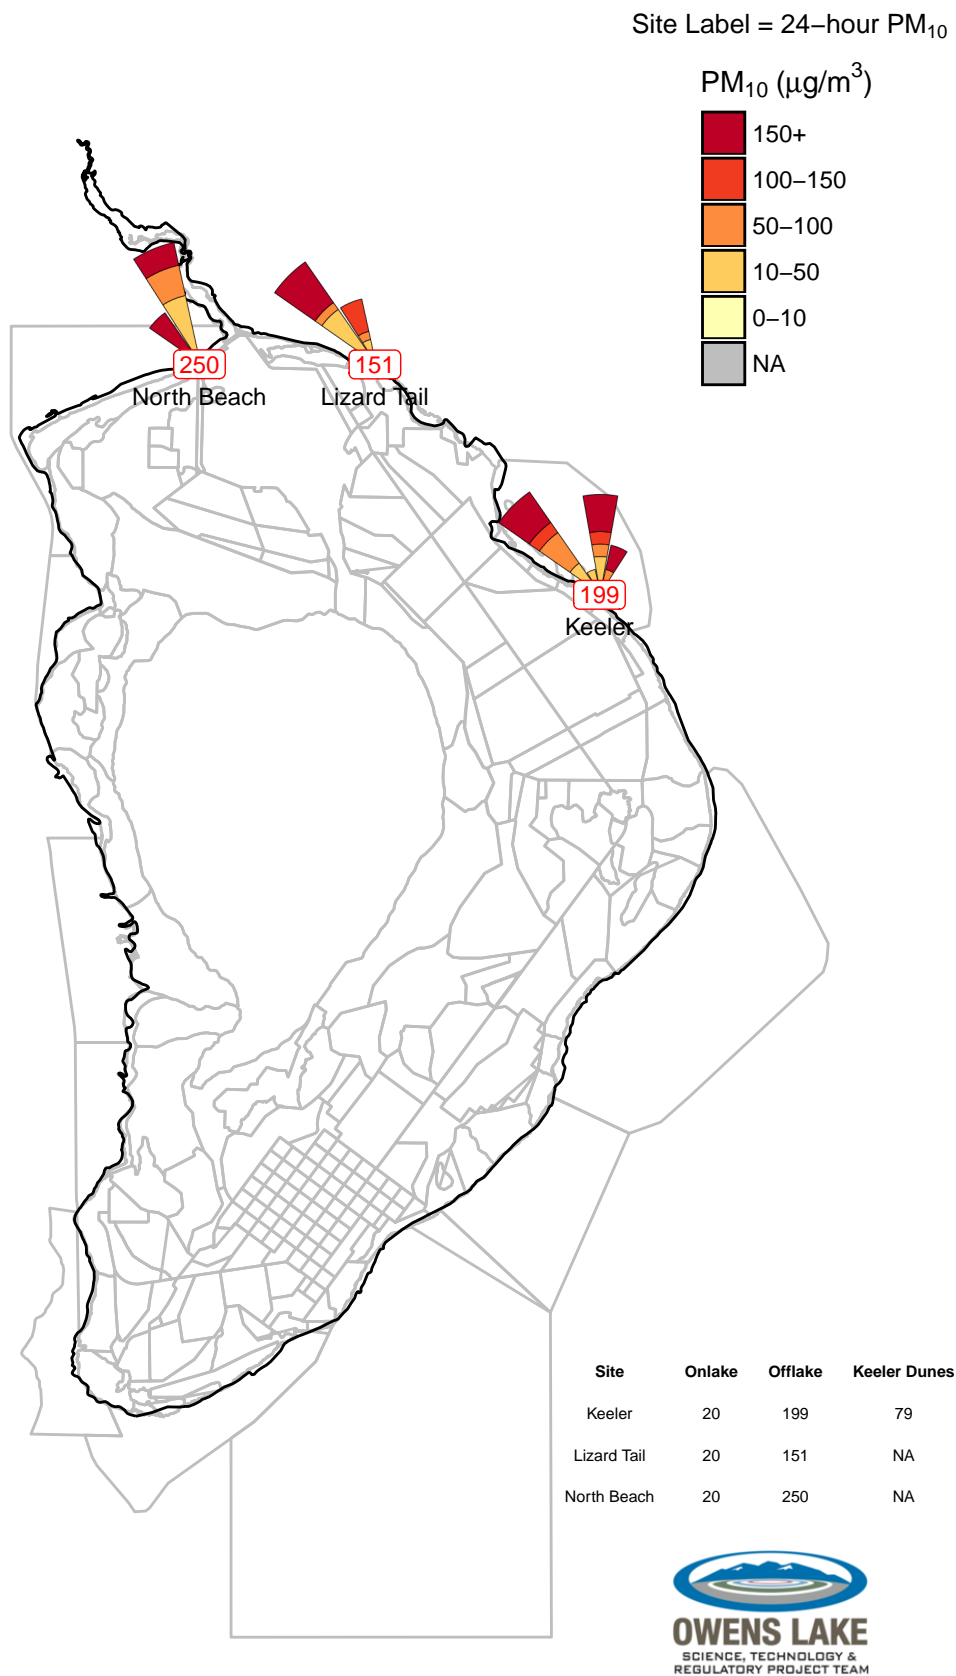 Site Label = 24−hour PM₁₀
PM₁₀ (μg/m³)
150+
100−150
50−100
10−50
0−10
NA
250
North Beach
151
Lizard Tail
199
Keeler
Site Onlake Offlake Keeler Dunes
Keeler 20 199 79
Lizard Tail 20 151 NA
North Beach 20 250 NA
OWENS LAKE
SCIENCE, TECHNOLOGY &
REGULATORY PROJECT TEAM